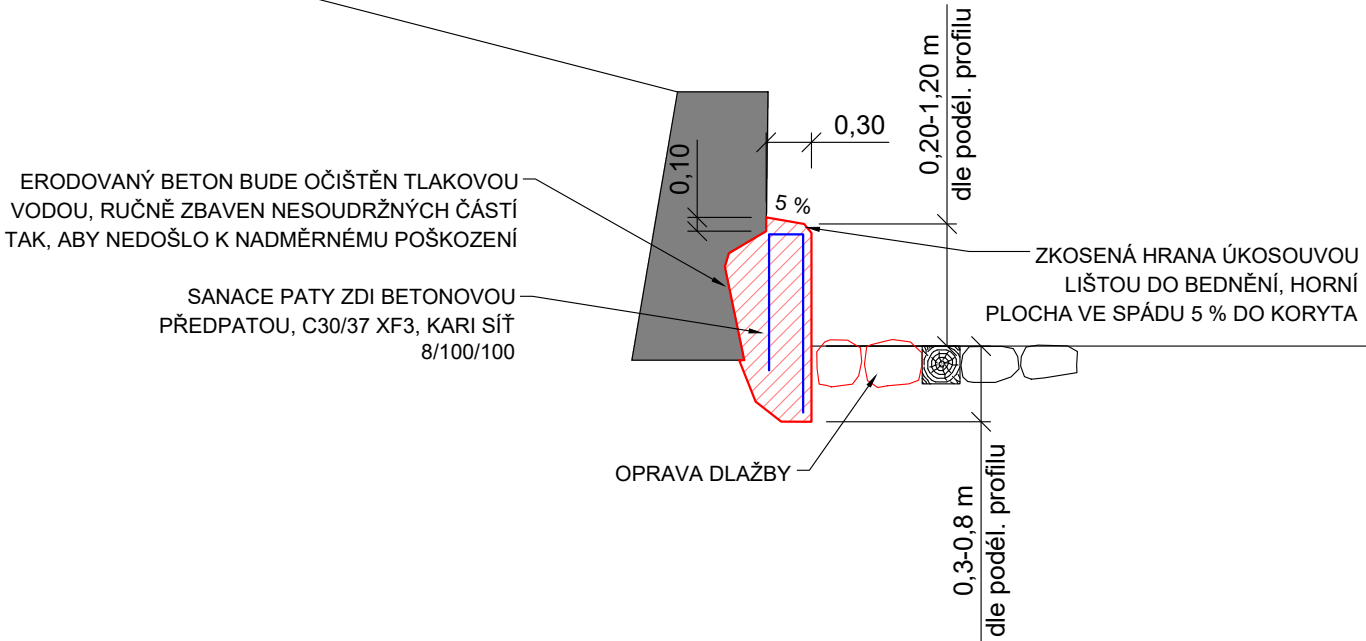 0,20-1,20 m
dle podél. profilu
0,30
0,10
5 %
ERODOVANÝ BETON BUDE OČIŠTĚN TLAKOVOU
VODOU, RUČNĚ ZBAVEN NESOUDRŽNÝCH ČÁSTÍ
TAK, ABY NEDOŠLO K NADMĚRNÉMU POŠKOZENÍ
ZKOSENÁ HRANA ÚKOSOUVOU
LIŠTOU DO BEDNĚNÍ, HORNÍ
PLOCHA VE SPÁDU 5 % DO KORYTA
SANACE PATY ZDI BETONOVOU
PŘEDPATOU, C30/37 XF3, KARI SÍŤ
8/100/100
OPRAVA DLAŽBY
0,3-0,8 m
dle podél. profilu